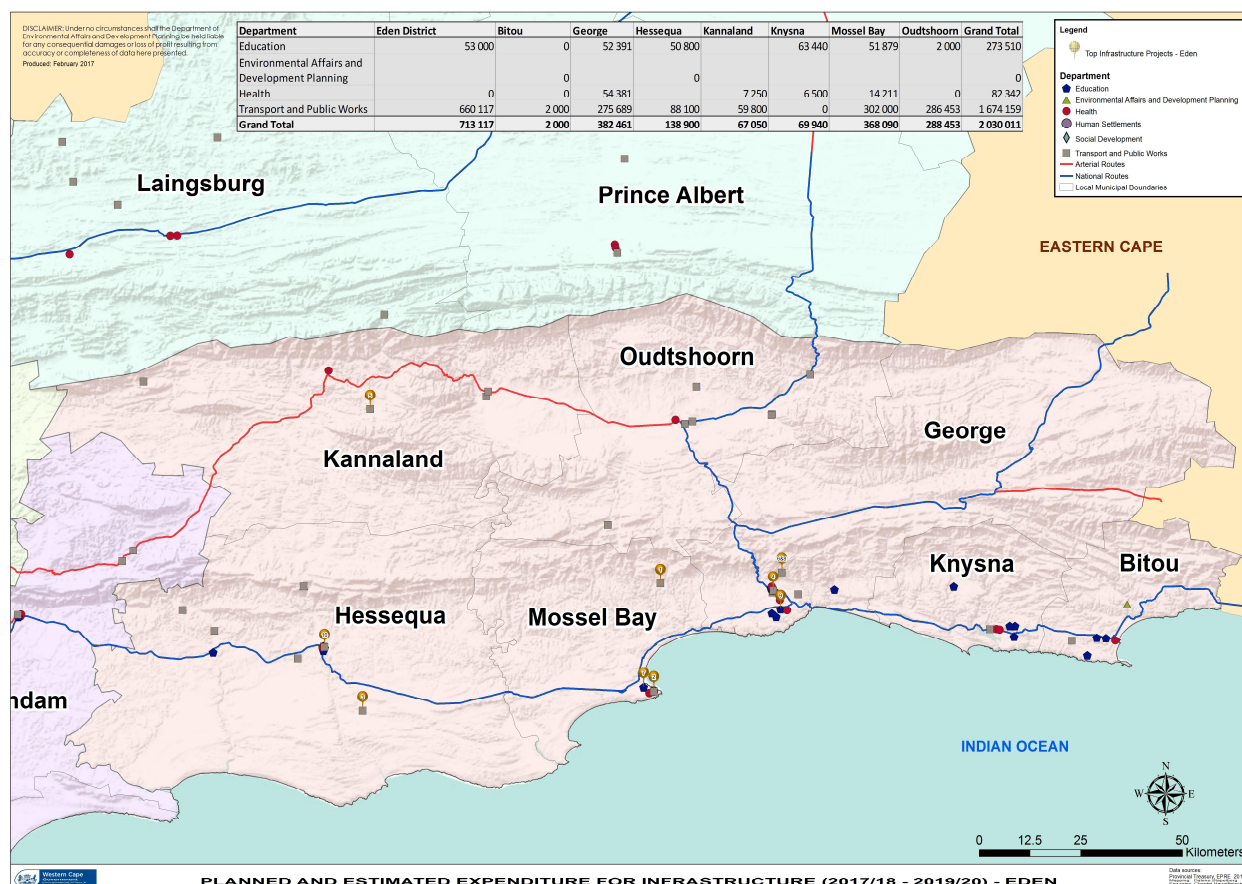 DISCLAIMER: Under no circumstances shall the Department of
Environmental Affairs and Development Planning be held liable
for any consequential damages or loss of profit resulting from
accuracy or completeness of data here presented.
Produced: February 2017
Department Eden District Bitou George Hessequa Kannaland Knysna Mossel Bay Oudtshoorn Grand Total
Education 53 000 0 52 391 50 800 63 440 51 879 2 000 273 510
Environmental Affairs and
Development Planning 0 0 0
Health 0 0 54 381 7 250 6 500 14 211 0 82 342
Transport and Public Works 660 117 2 000 275 689 88 100 59 800 0 302 000 286 453 1 674 159
Grand Total 713 117 2 000 382 461 138 900 67 050 69 940 368 090 288 453 2 030 011
Legend
Top Infrastructure Projects - Eden
Department
Education
Environmental Affairs and Development Planning
Health
Human Settlements
Social Development
Transport and Public Works
Arterial Routes
National Routes
Local Municipal Boundaries
Laingsburg
Prince Albert
EASTERN CAPE
Oudtshoorn
George
Kannaland
Knysna
Bitou
Hessequa
Mossel Bay
ndam
INDIAN OCEAN
N
W E
S
0 12.5 25 50
Kilometers
Western Cape
Government
PLANNED AND ESTIMATED EXPENDITURE FOR INFRASTRUCTURE (2017/18 - 2019/20) - EDEN
Data sources:
Provincial Treasury, EPRE, 201